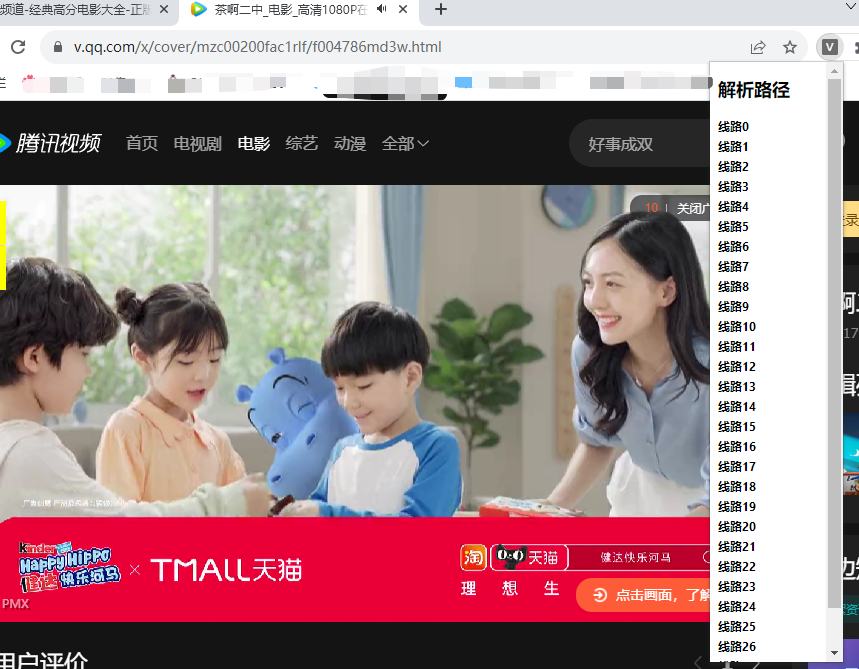 频道-经典高分电影大全-正版
茶啊二中_电影_高清1080P在
v.qq.com/x/cover/mzc00200fac1rlf/f004786md3w.html
V
解析路径
腾讯视频
首页
电视剧
电影
综艺
动漫
全部
好事成双
10
关闭广
线路0
线路1
线路2
线路3
线路4
线路5
线路6
线路7
线路8
线路9
线路10
线路11
线路12
线路13
线路14
线路15
线路16
线路17
线路18
线路19
线路20
线路21
线路22
线路23
线路24
线路25
线路26
kinder
HAPPY HIPPO
健达 快乐河马
×
TMALL天猫
PMX
淘
天猫
健达快乐河马
理想生
点击画面，了解
用户评价